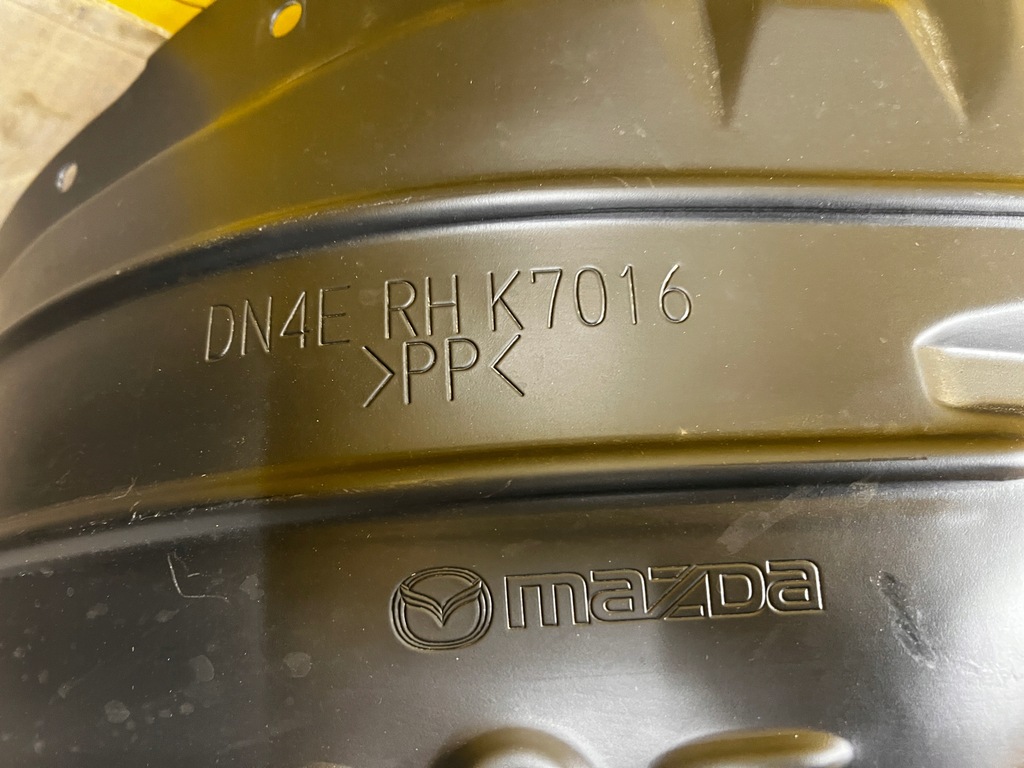 DN4E RH K7016
>PP<
mazda